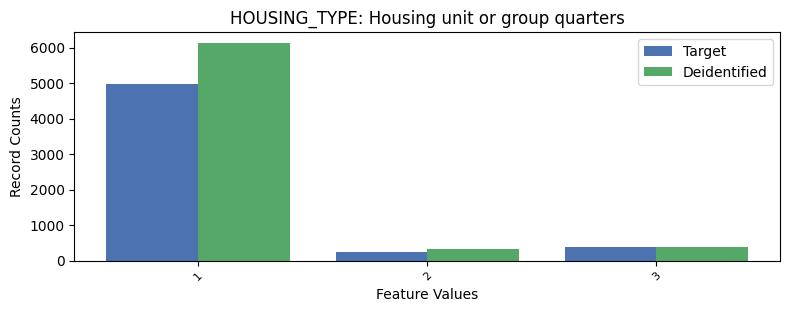 HOUSING_TYPE: Housing unit or group quarters
Target
Deidentified
Record Counts
6000
5000
4000
3000
2000
1000
0
1
2
3
Feature Values